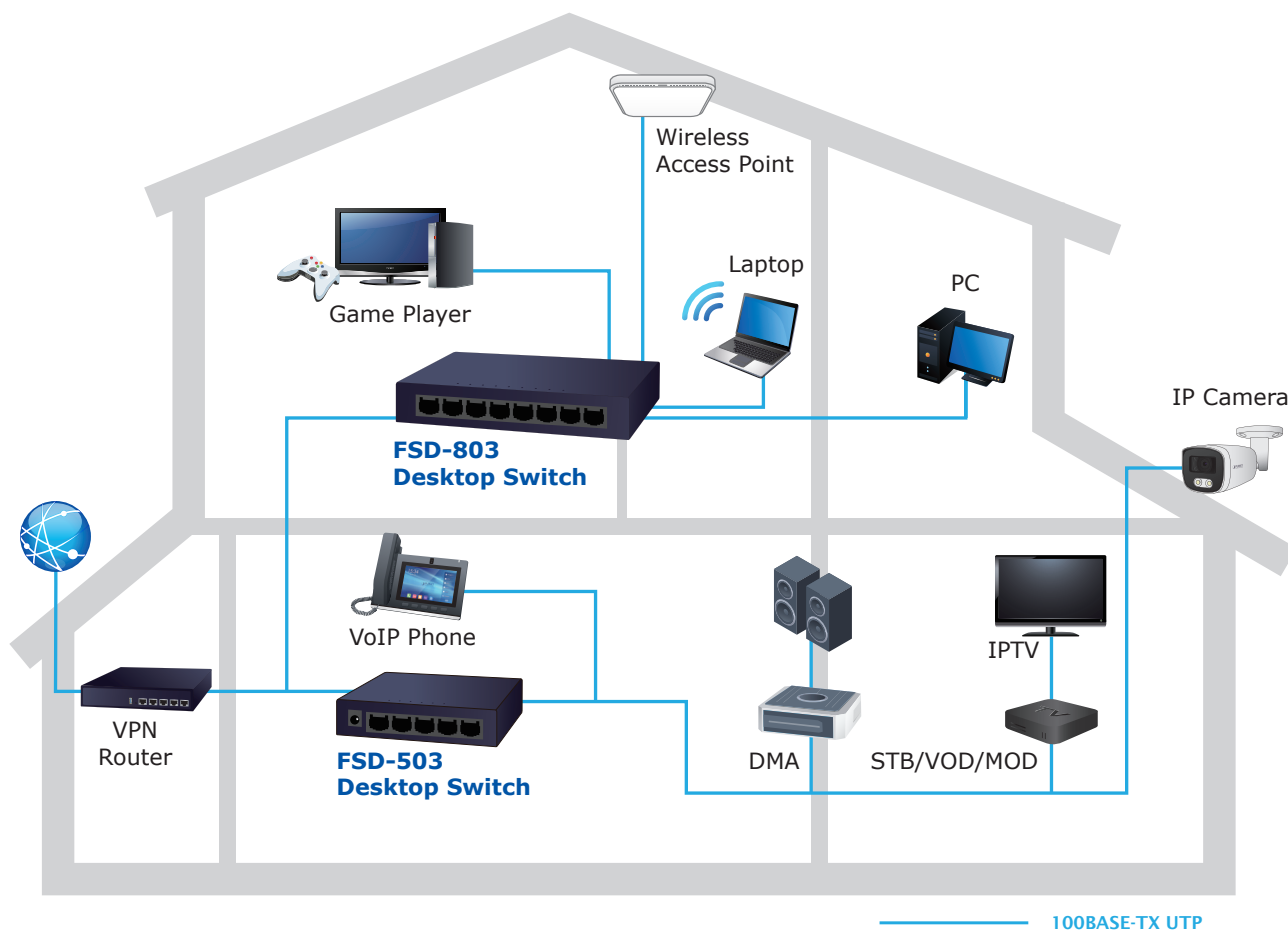 Wireless
Access Point
Game Player
Laptop
PC
IP Camera
FSD-803
Desktop Switch
VoIP Phone
IPTV
VPN
Router
FSD-503
Desktop Switch
DMA
STB/VOD/MOD
TV
100BASE-TX UTP